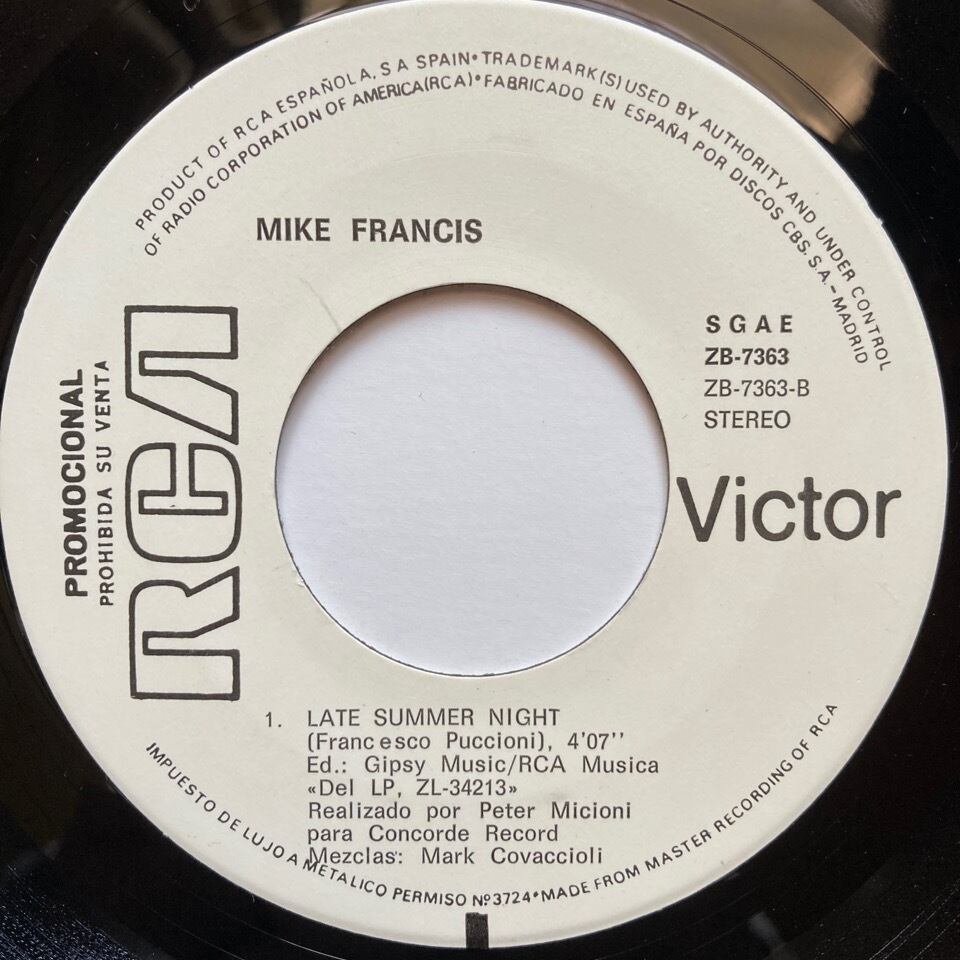 PRODUCT OF RCA ESPAÑOLA, S A SPAIN • TRADEMARK(S) USED BY AUTHORITY AND UNDER CONTROL
OF RADIO CORPORATION OF AMERICA (RCA) • FABRICADO EN ESPAÑA POR DISCOS CBS. S.A. - MADRID
MIKE FRANCIS
S G A E
ZB-7363
ZB-7363-B
STEREO
PROMOCIONAL
PROHIBIDA SU VENTA
RCA
Victor
1. LATE SUMMER NIGHT
(Francesco Puccioni), 4'07''
Ed.: Gipsy Music/RCA Musica
«Del LP, ZL-34213»
Realizado por Peter Micioni
para Concorde Record
Mezclas: Mark Covaccioli
IMPUESTO DE LUJO A METALICO PERMISO Nº 3724 • MADE FROM MASTER RECORDING OF RCA